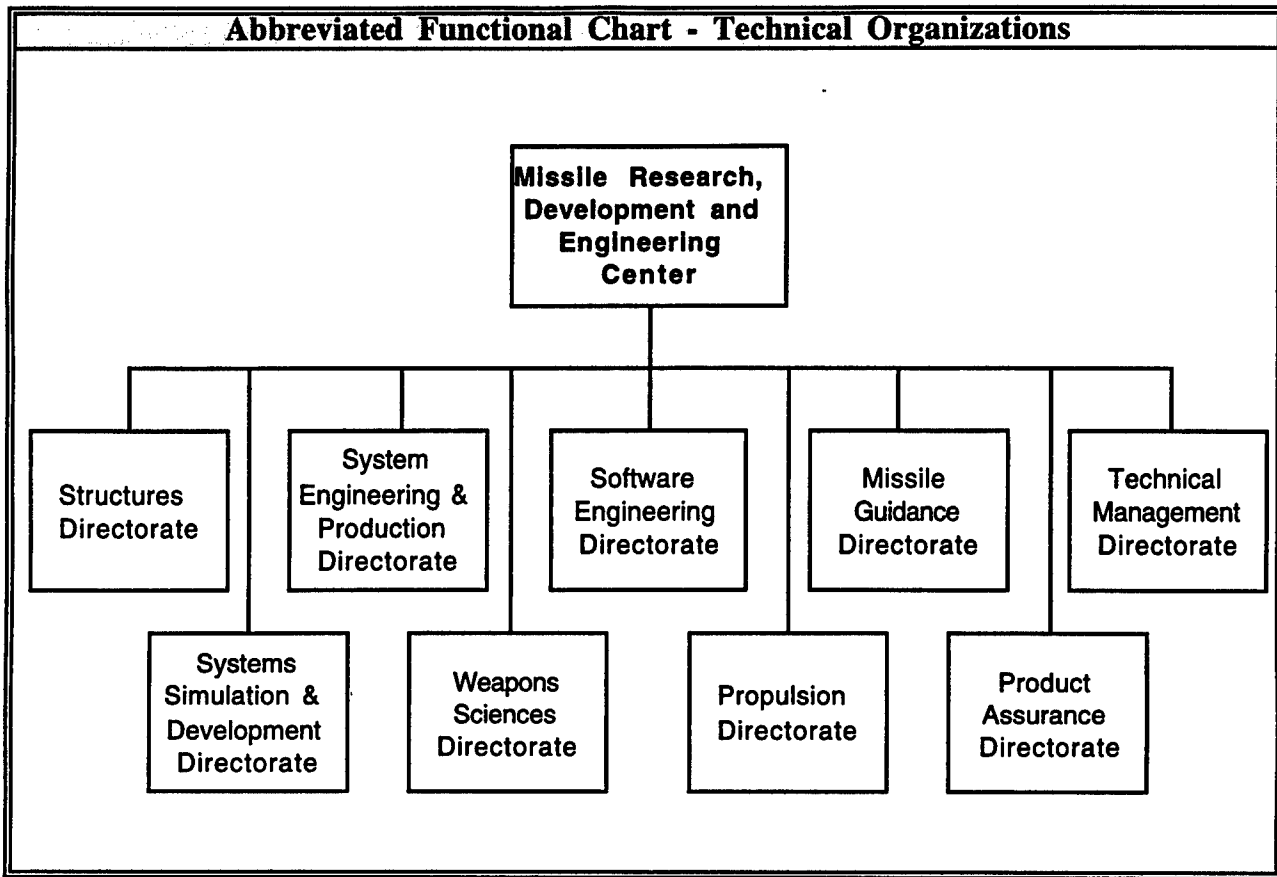 Abbreviated Functional Chart - Technical Organizations
Missile Research,
Development and
Engineering
Center
Structures
Directorate
System
Engineering &
Production
Directorate
Software
Engineering
Directorate
Missile
Guidance
Directorate
Technical
Management
Directorate
Systems
Simulation &
Development
Directorate
Weapons
Sciences
Directorate
Propulsion
Directorate
Product
Assurance
Directorate